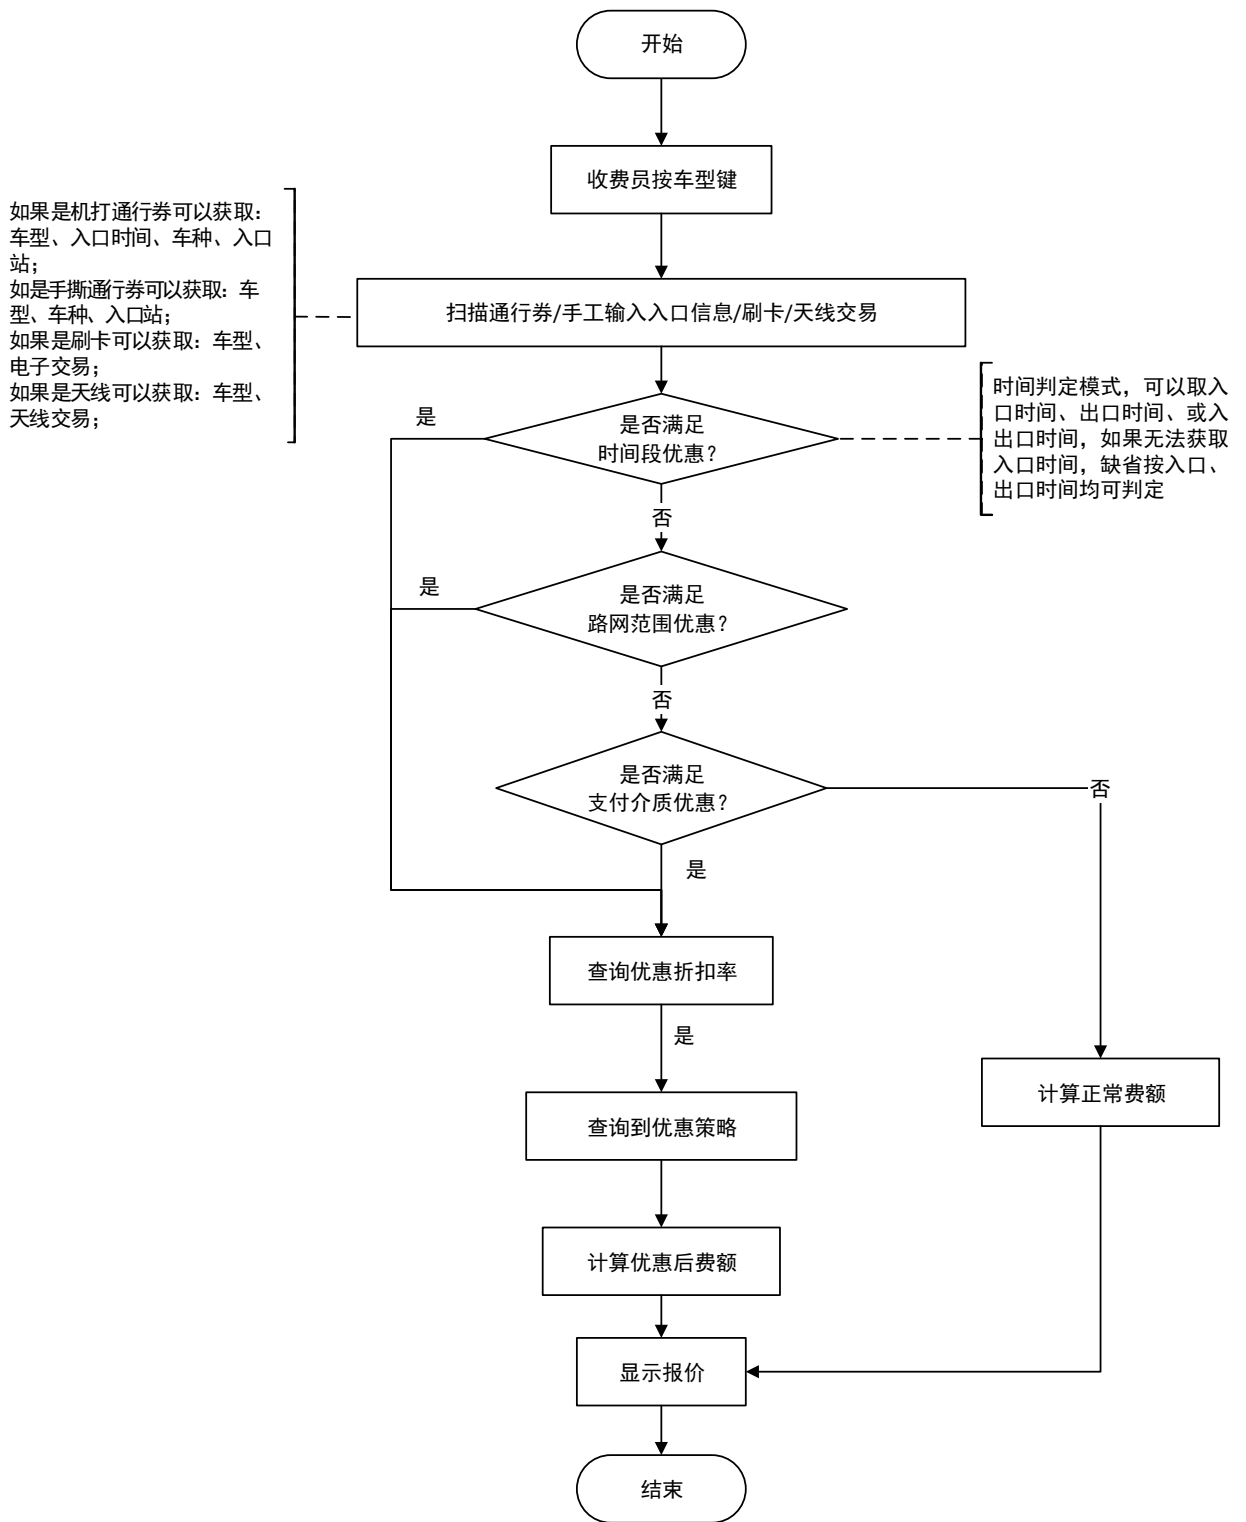 开始
收费员按车型键
如果是机打通行券可以获取：
车型、入口时间、车种、入口
站；
如是手撕通行券可以获取：车
型、车种、入口站；
如果是刷卡可以获取：车型、
电子交易；
如果是天线可以获取：车型、
天线交易；
扫描通行券/手工输入入口信息/刷卡/天线交易
是
是否满足
时间段优惠？
时间判定模式，可以取入
口时间、出口时间、或入
出口时间，如果无法获取
入口时间，缺省按入口、
出口时间均可判定
否
是
是否满足
路网范围优惠？
否
是否满足
支付介质优惠？
否
是
查询优惠折扣率
是
计算正常费额
查询到优惠策略
计算优惠后费额
显示报价
结束